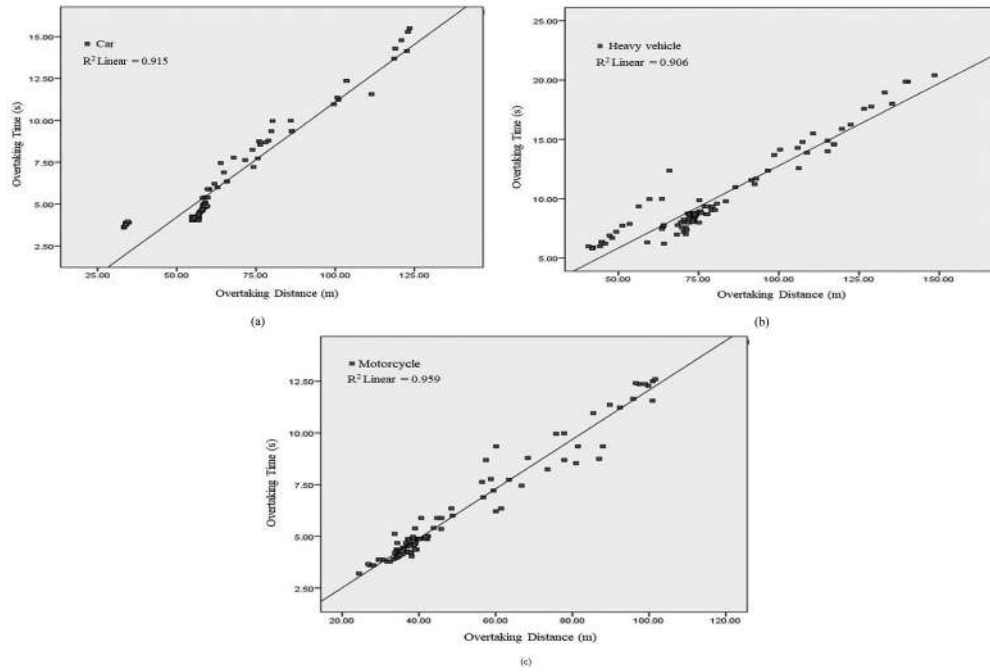 15.00
12.50
10.00
7.50
5.00
2.50
Overtaking Time (s)
Car
R² Linear = 0.915
25.00 50.00 75.00 100.00 125.00
Overtaking Distance (m)
(a)
25.00
20.00
15.00
10.00
5.00
Overtaking Time (s)
Heavy vehicle
R² Linear = 0.906
50.00 75.00 100.00 125.00 150.00
Overtaking Distance (m)
(b)
12.50
10.00
7.50
5.00
2.50
Overtaking Time (s)
Motorcycle
R² Linear = 0.959
20.00 40.00 60.00 80.00 100.00 120.00
Overtaking Distance (m)
(c)